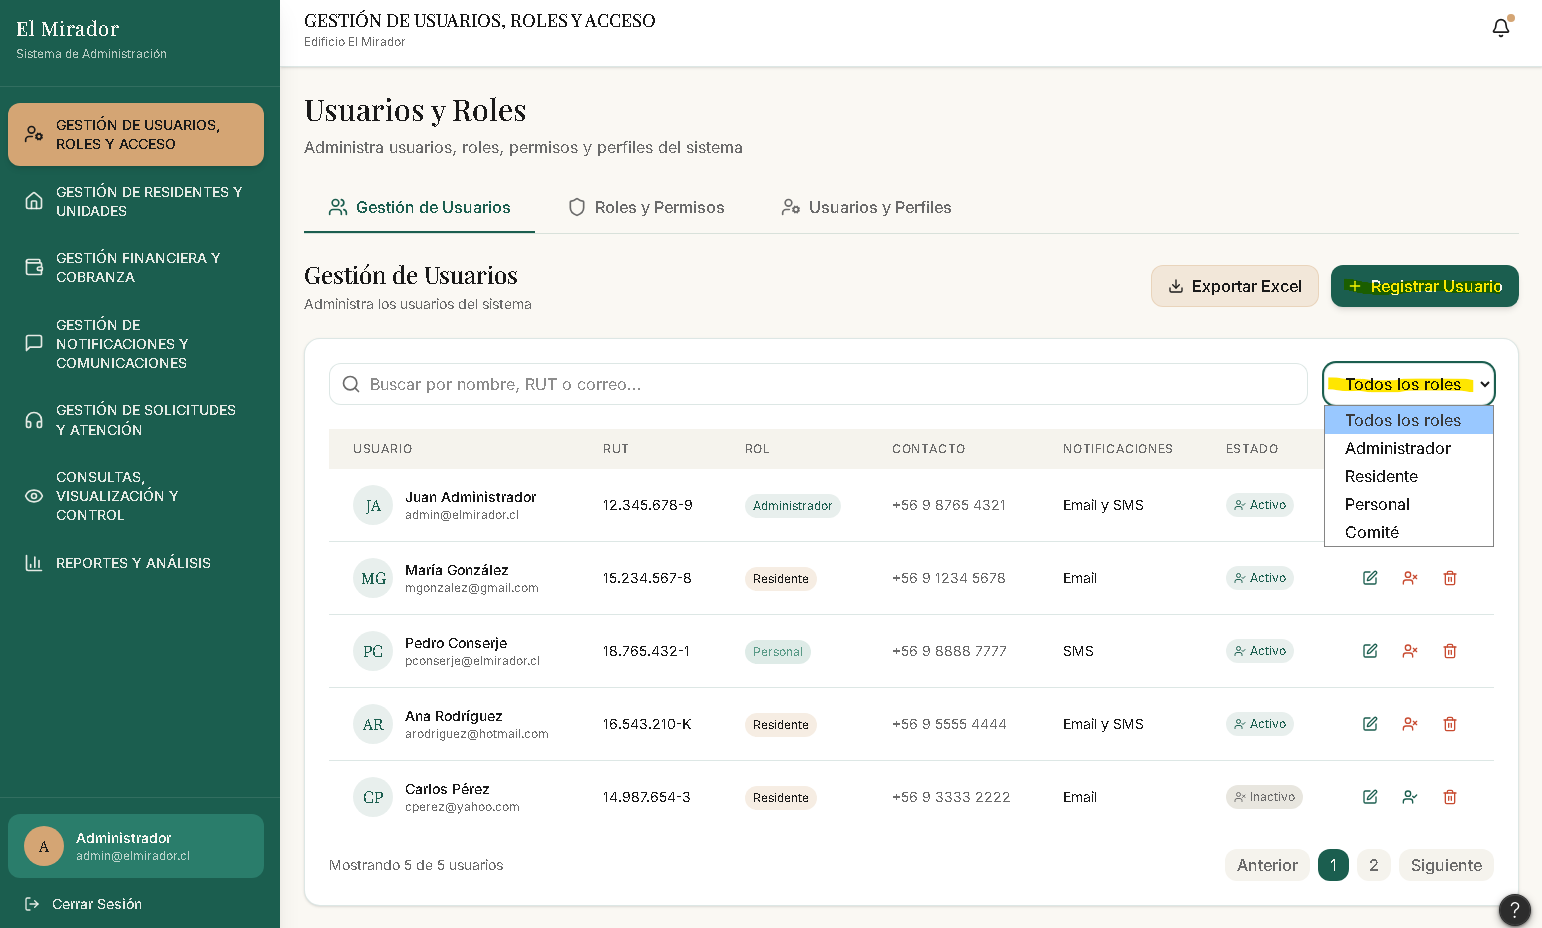 El Mirador
Sistema de Administración
GESTIÓN DE USUARIOS,
ROLES Y ACCESO
GESTIÓN DE RESIDENTES Y
UNIDADES
GESTIÓN FINANCIERA Y
COBRANZA
GESTIÓN DE
NOTIFICACIONES Y
COMUNICACIONES
GESTIÓN DE SOLICITUDES
Y ATENCIÓN
CONSULTAS,
VISUALIZACIÓN Y
CONTROL
REPORTES Y ANÁLISIS
A
Administrador
admin@elmirador.cl
Cerrar Sesión
GESTIÓN DE USUARIOS, ROLES Y ACCESO
Edificio El Mirador
Usuarios y Roles
Administra usuarios, roles, permisos y perfiles del sistema
Gestión de Usuarios Roles y Permisos Usuarios y Perfiles
Gestión de Usuarios
Administra los usuarios del sistema
Exportar Excel + Registrar Usuario
Buscar por nombre, RUT o correo...
Todos los roles
Todos los roles
Administrador
Residente
Personal
Comité
USUARIO RUT ROL CONTACTO NOTIFICACIONES ESTADO
JA Juan Administrador 12.345.678-9 Administrador +56 9 8765 4321 Email y SMS Activo
admin@elmirador.cl
MG María González 15.234.567-8 Residente +56 9 1234 5678 Email Activo
mgonzalez@gmail.com
PC Pedro Conserje 18.765.432-1 Personal +56 9 8888 7777 SMS Activo
pconserje@elmirador.cl
AR Ana Rodríguez 16.543.210-K Residente +56 9 5555 4444 Email y SMS Activo
arodriguez@hotmail.com
CP Carlos Pérez 14.987.654-3 Residente +56 9 3333 2222 Email Inactivo
cperez@yahoo.com
Mostrando 5 de 5 usuarios
Anterior 1 2 Siguiente
?